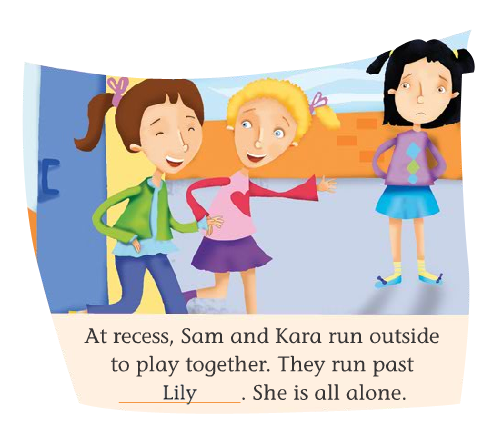 At recess, Sam and Kara run outside
to play together. They run past
Lily. She is all alone.